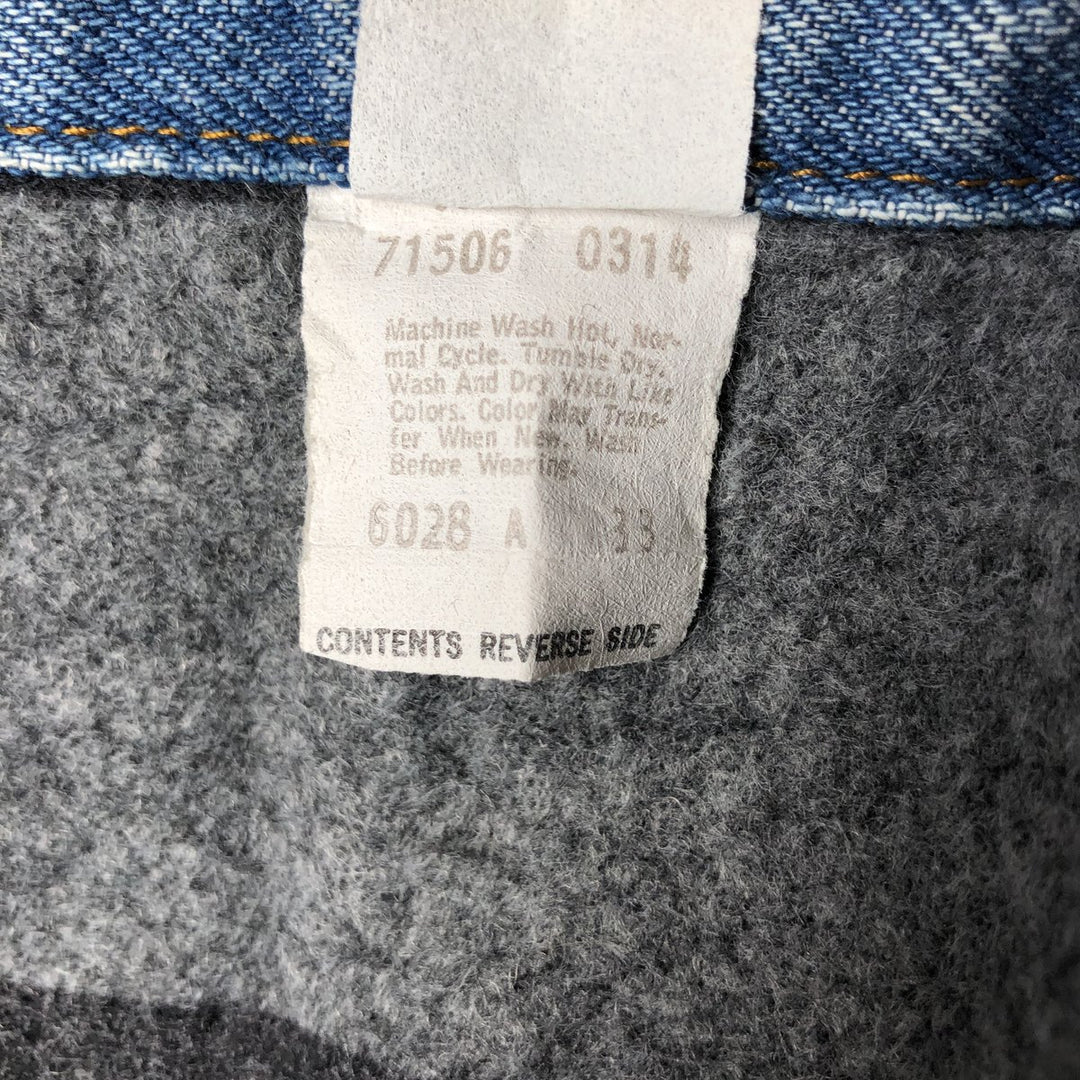 71506 0314
Machine Wash Hot, Nor-
mal Cycle. Tumble Dry.
Wash And Dry With Like
Colors. Color May Trans-
fer When New. Wash
Before Wearing.
6028 A 33
CONTENTS REVERSE SIDE